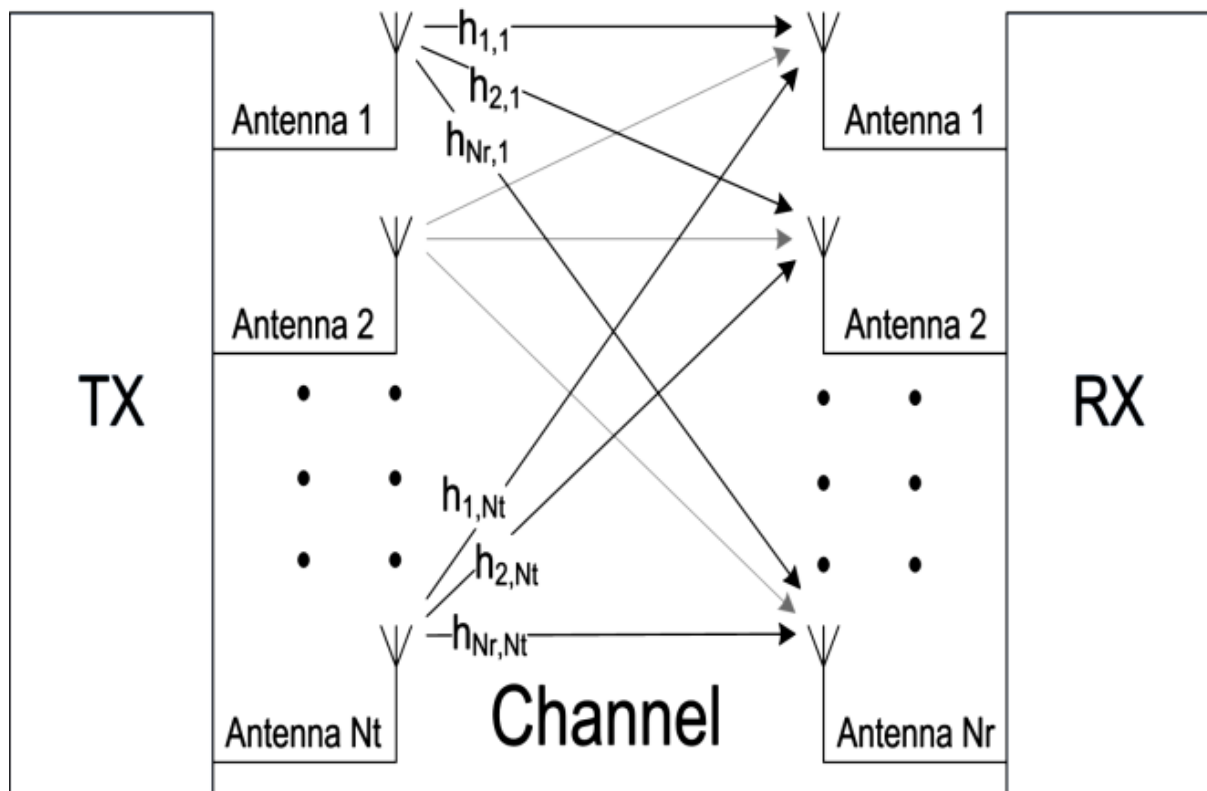 h1,1
h2,1
hNr,1
Antenna 1
Antenna 1
Antenna 2
Antenna 2
TX
RX
h1,Nt
h2,Nt
hNr,Nt
Channel
Antenna Nt
Antenna Nr